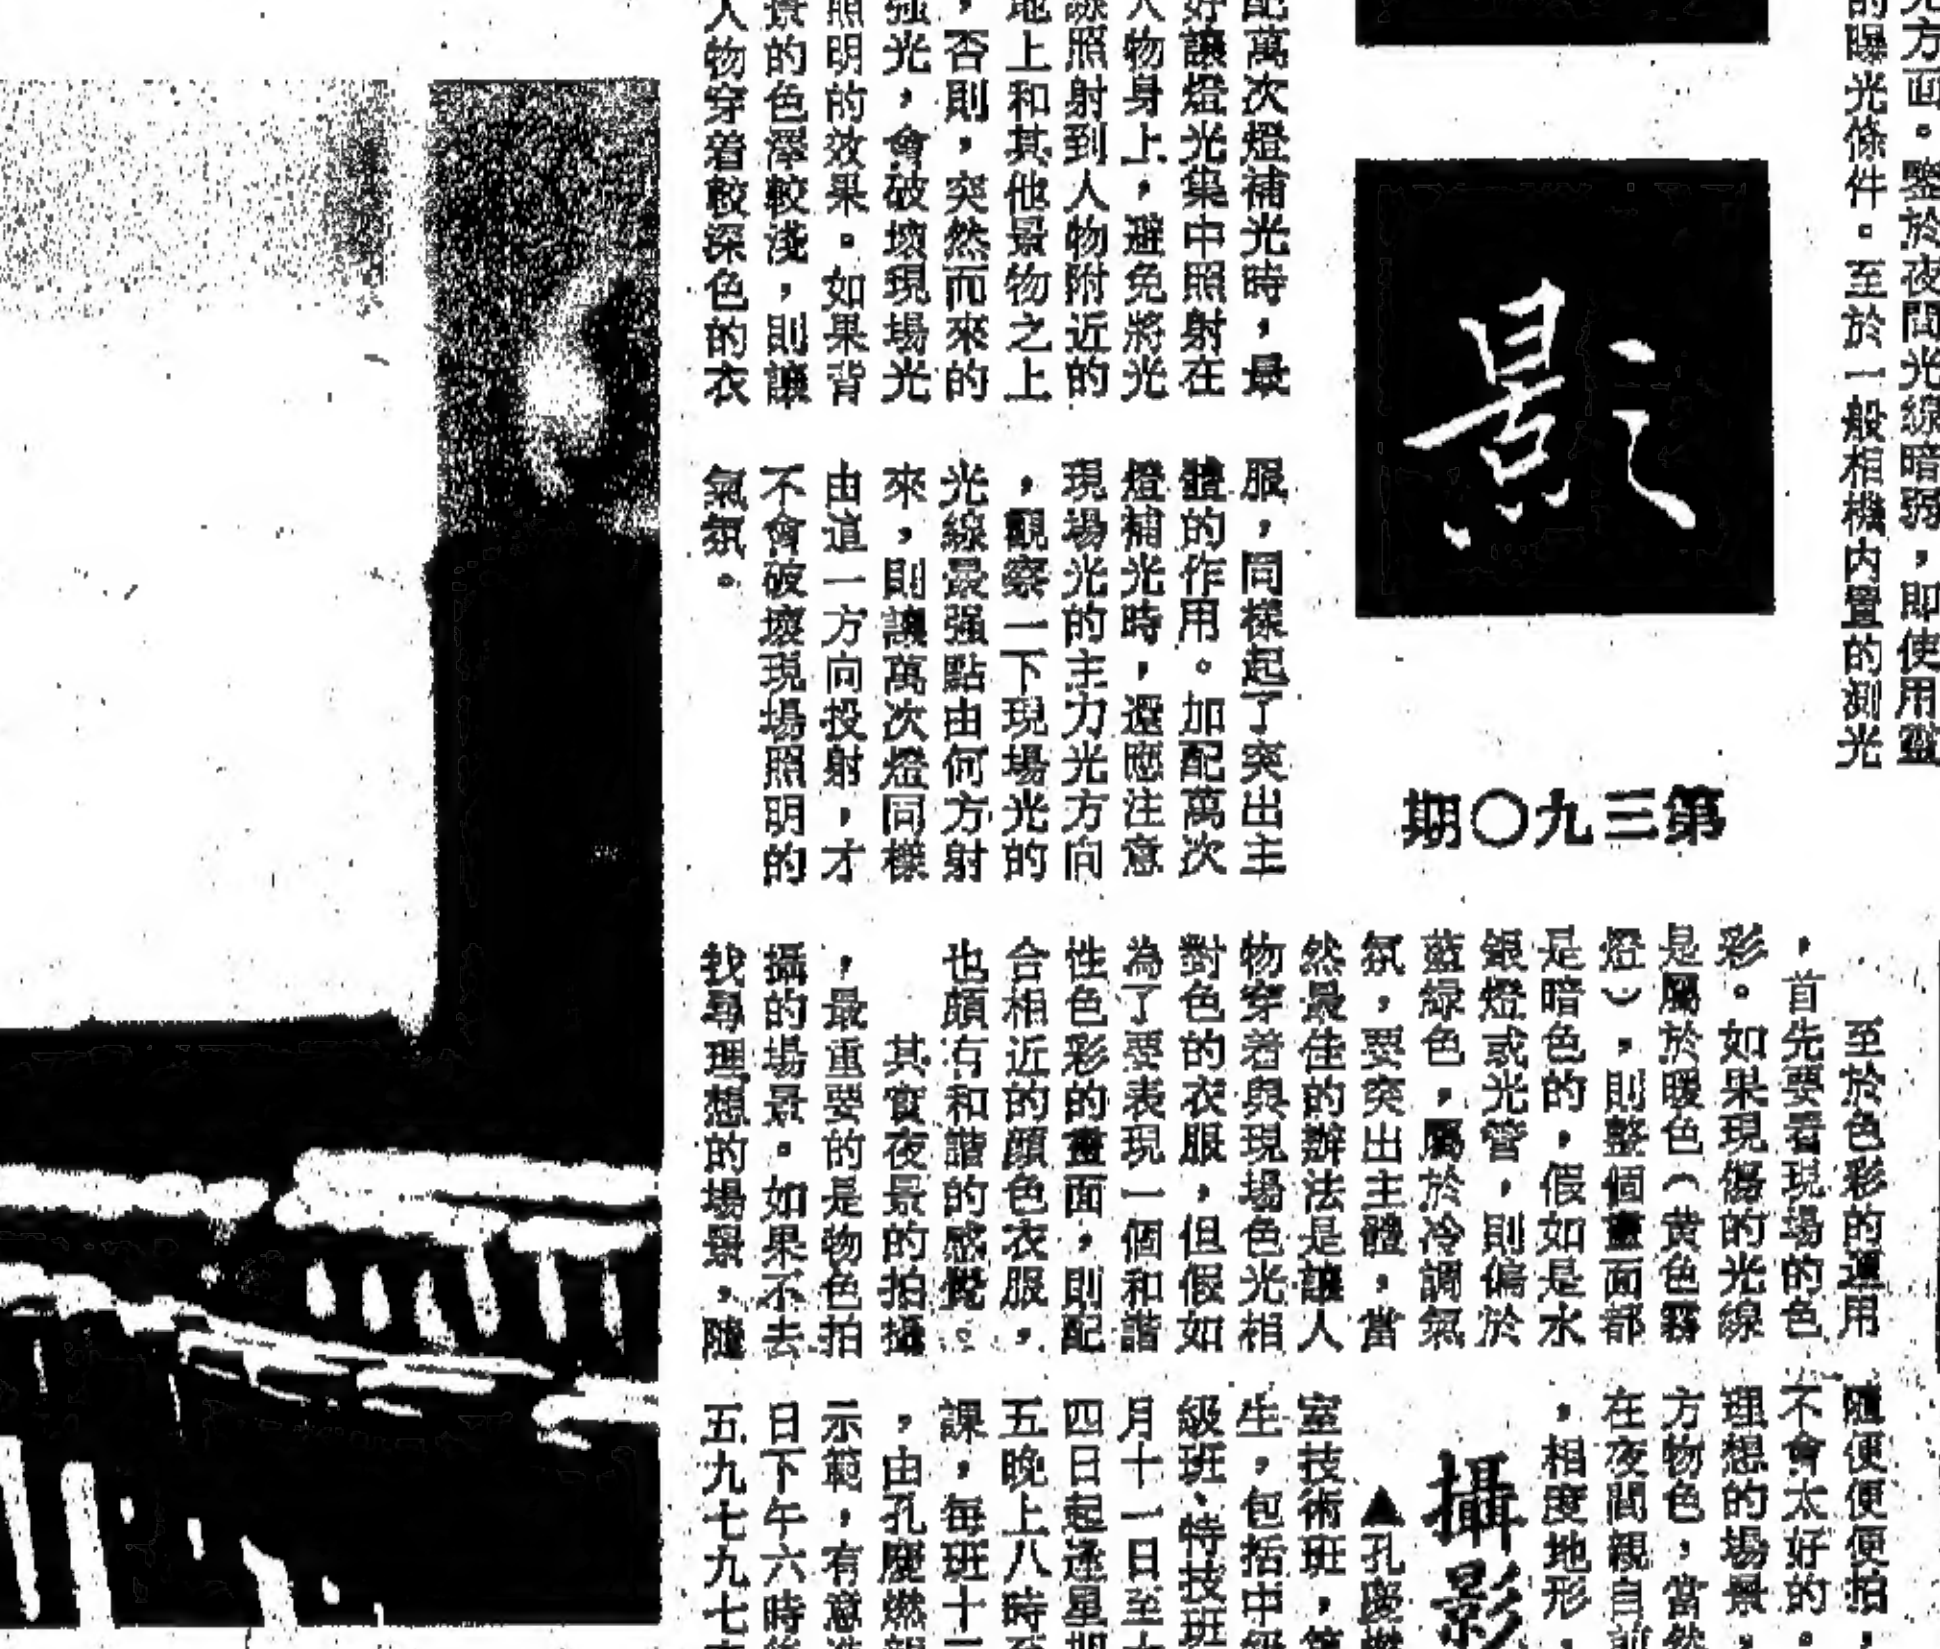 光方面。鑒於夜間光線暗弱,即使用靈
的曝光條件。至於一般相機內置的測光
影
第三九〇期
配萬次燈補光時,最
好讓燈光集中照射在
人物身上,避免將光
線照射到人物附近的
地上和其他景物之上
,否則,突然而來的
強光,會破壞現場光
照明的效果。如果背
景的色澤較淺,則讓
人物穿着較深色的衣
服,同樣起了突出主
體的作用。加配萬次
燈補光時,還應注意
現場光的主力光方向
,觀察一下現場光的
光線最强點由何方射
來,則讓萬次燈同樣
由這一方向投射,才
不會破壞現場照明的
氣氛。
至於色彩的運用
,首先要看現場的色
彩。如果現傷的光線
是屬於暖色(黄色霧
燈),則整個畫面都
是暗色的,假如是水
銀燈或光管,則偏於
藍綠色,屬於冷調氣
氛,要突出主體,當
然最佳的辦法是讓人
物穿着與現場色光相
對色的衣服,但假如
為了要表現一個和諧
性色彩的畫面,則配
合相近的顔色衣服,
也頗有和諧的感覺。
其實夜景的拍攝
,最重要的是物色拍
攝的場景。如果不去
找尋理想的場景,隨
隨便便便拍,
不會太好的。
理想的場景,
方物色,當然
在夜間親自前
,相度地形,
攝影
▲孔慶燃
室技術班,第
生,包括中級
級班、特技班
月十一日至
四日起逢星期
五晚上八時至
課,每班十二
,由孔慶燃親
示範,有意進
日下午六時後
五九七九七